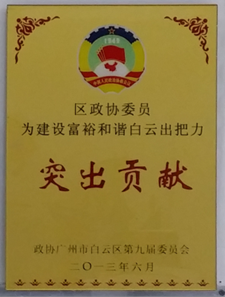 区政协委员
为建设富裕和谐白云出把力
突出贡献
政协广州市白云区第九届委员会
二〇一三年六月